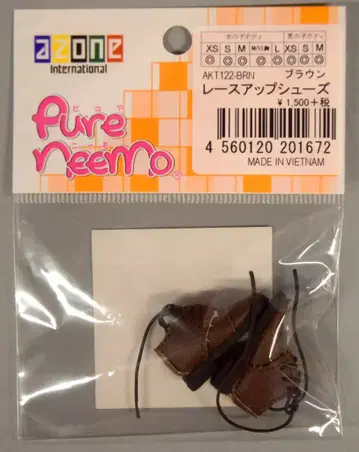 azone
International
ピュア
Pure
ニーモ
neemo
女の子ボディ 男の子ボディ
XS S M M/L L XS S M
◎ ◎ ◎ ◎ ◎ ◎ ◎ ◎
AKT122-BRN ブラウン
レースアップシューズ
¥ 1,500+税
4 560120 201672
MADE IN VIETNAM